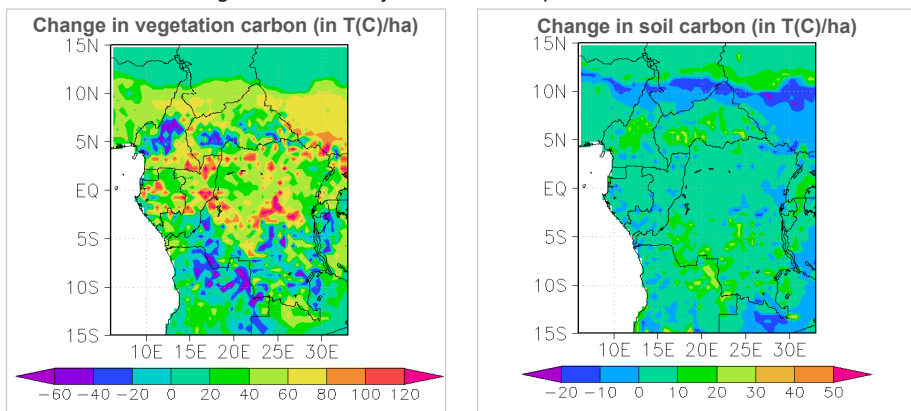 Change in vegetation carbon (in T(C)/ha)
15N
10N
5N
EQ
5S
10S
15S
10E 15E 20E 25E 30E
−60 −40 −20 0 20 40 60 80 100 120
Change in soil carbon (in T(C)/ha)
15N
10N
5N
EQ
5S
10S
15S
10E 15E 20E 25E 30E
−20 −10 0 10 20 30 40 50